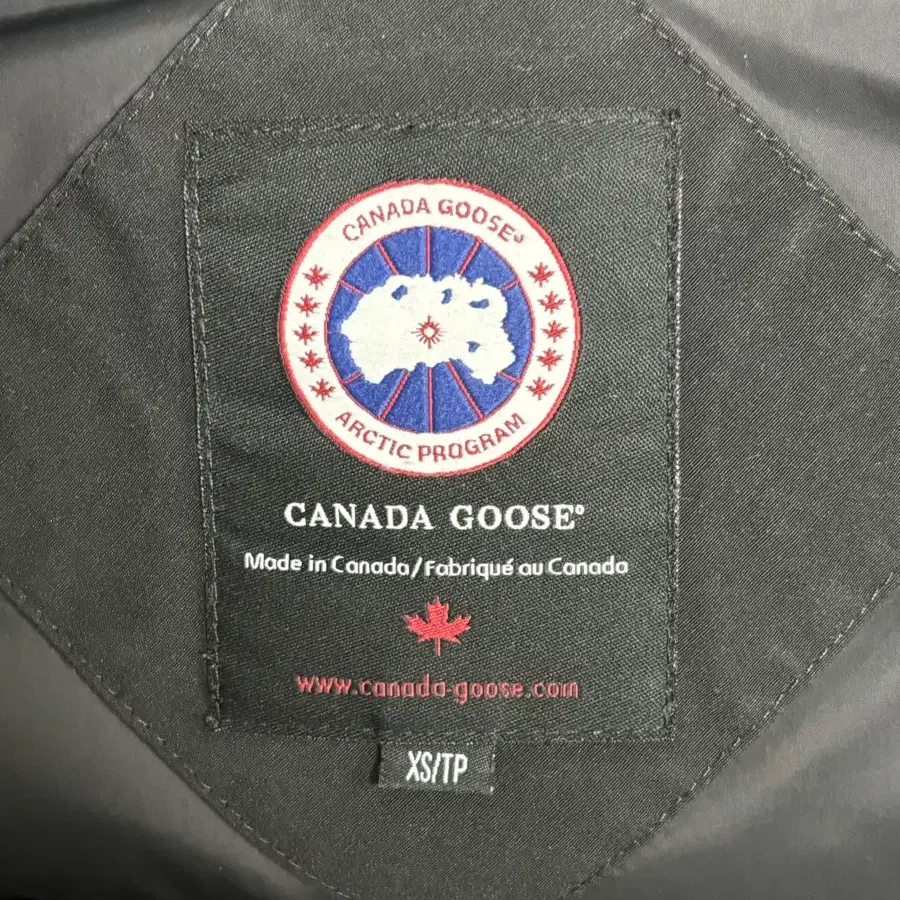 CANADA GOOSE®
ARCTIC PROGRAM
CANADA GOOSE®
Made in Canada/Fabriqué au Canada
www.canada-goose.com
XS/TP